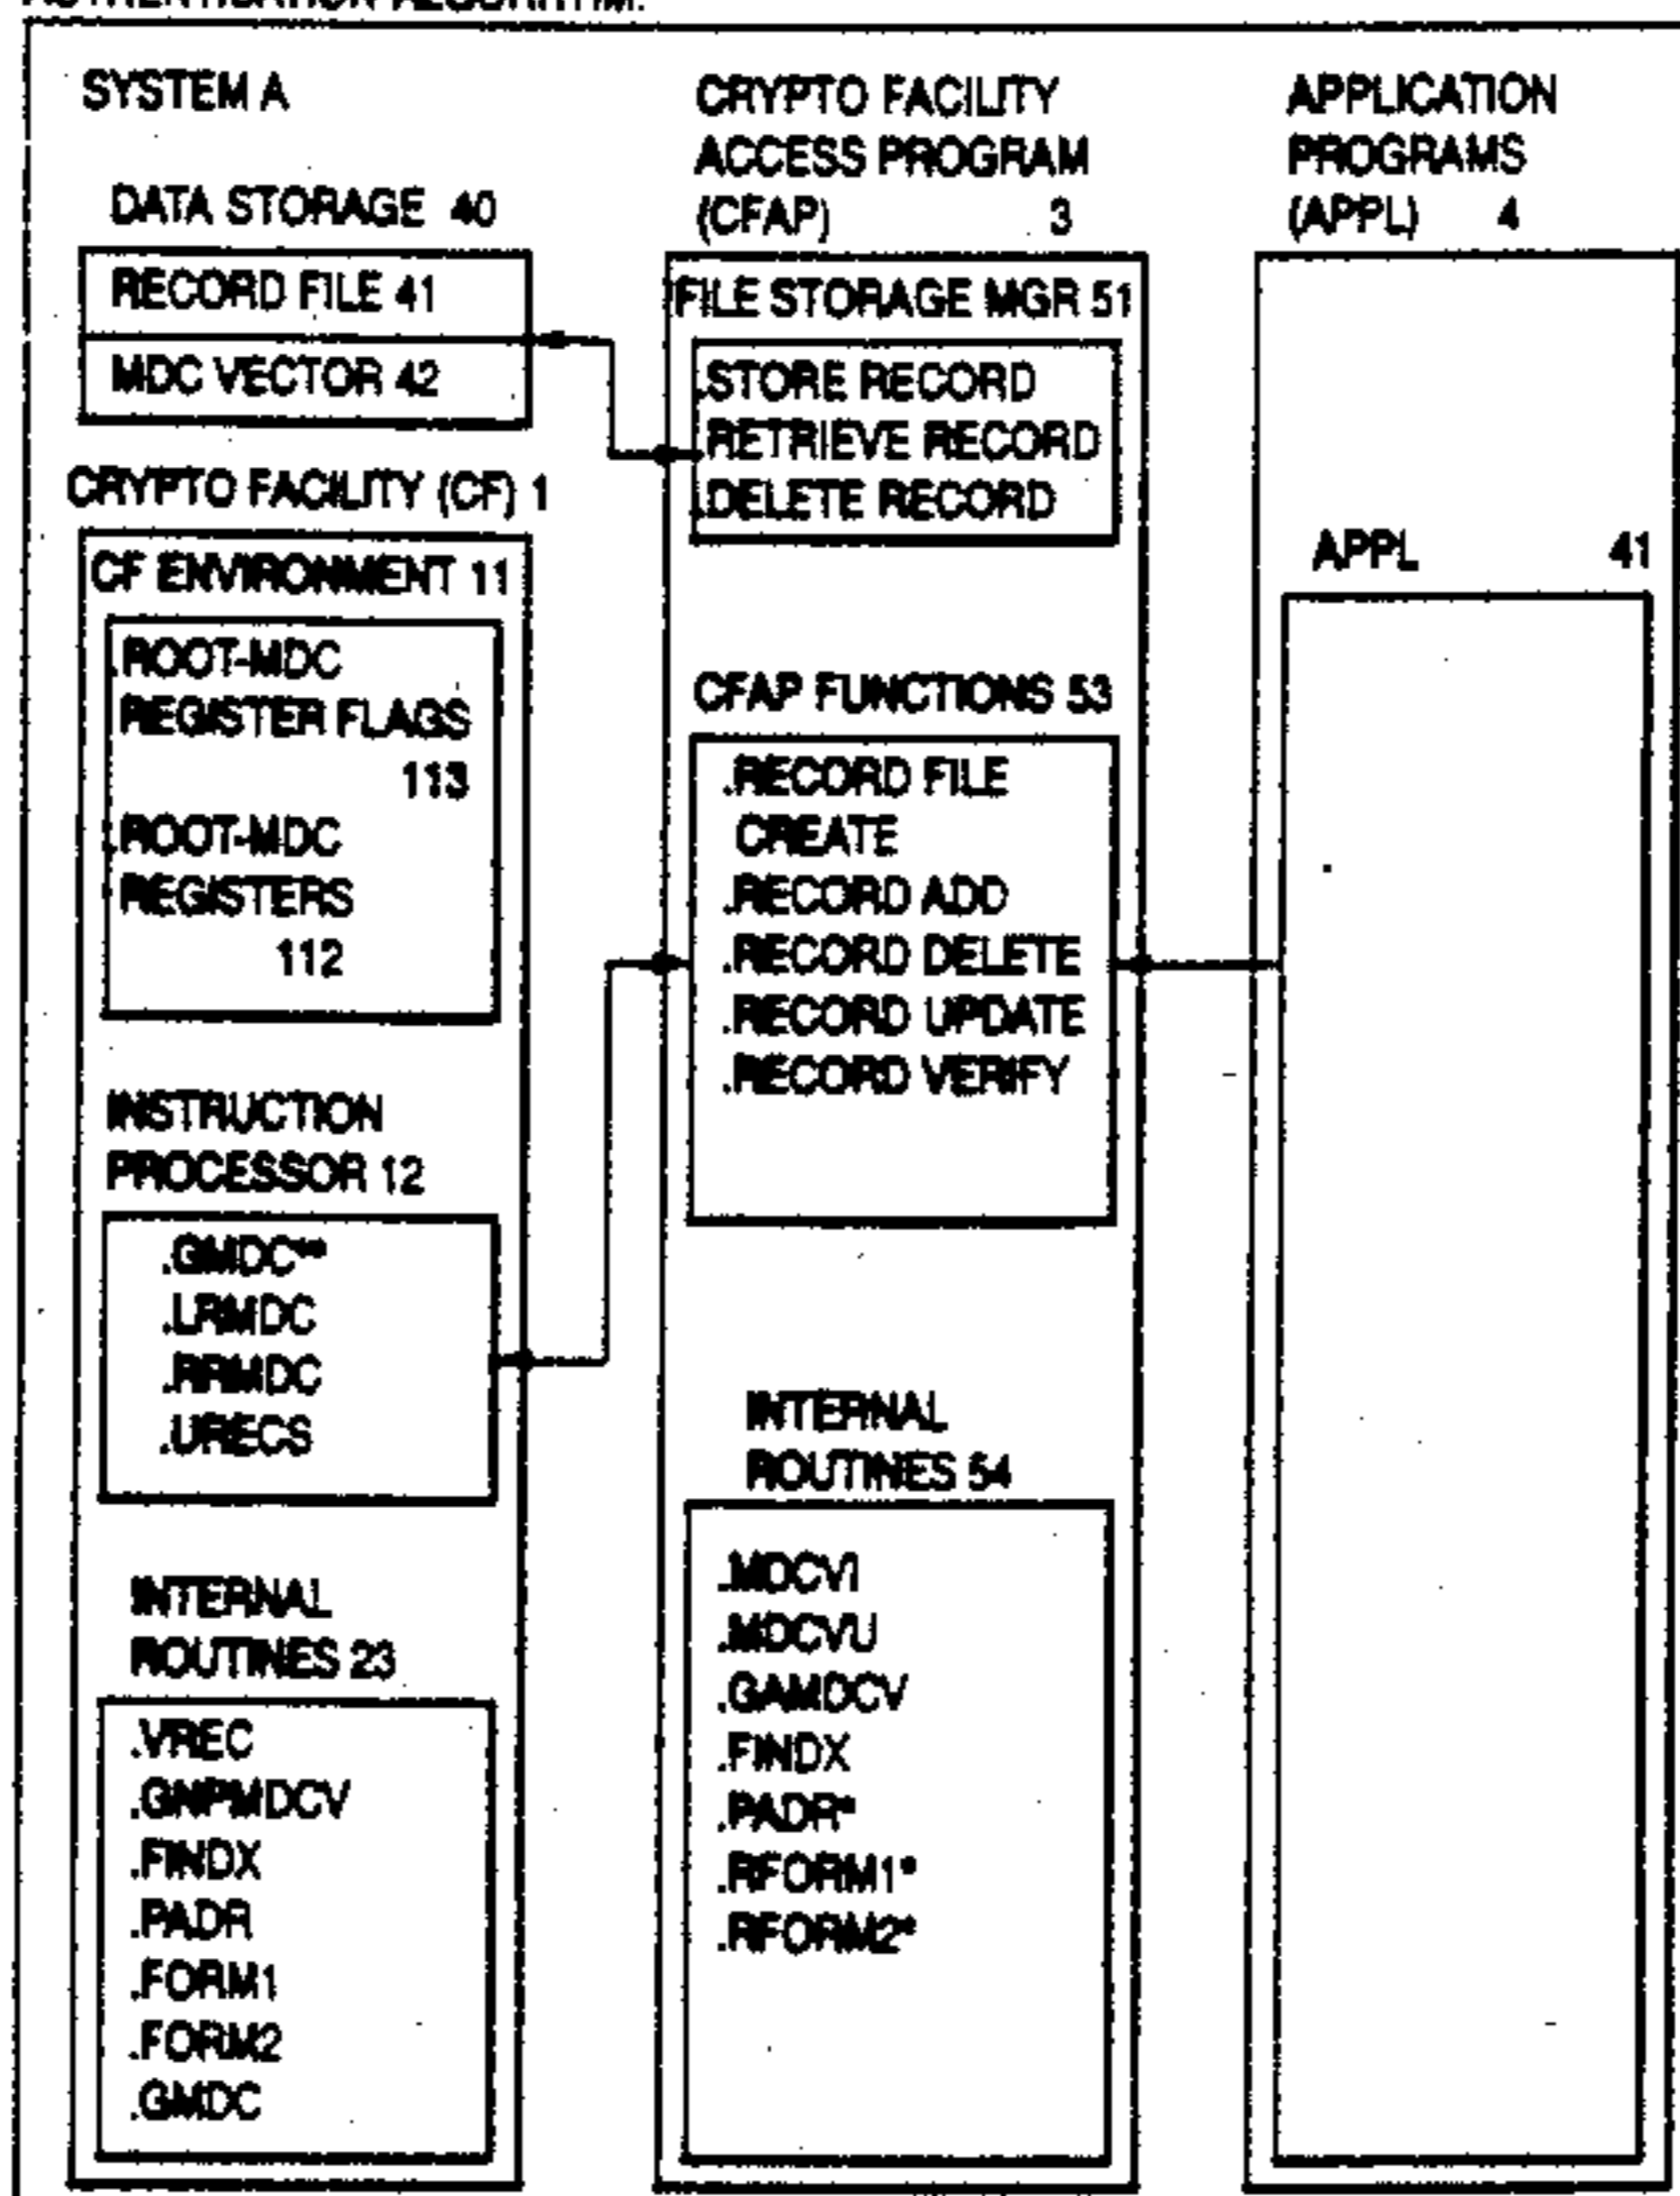 SYSTEM A
DATA STORAGE 40
RECORD FILE 41
MDC VECTOR 42
CRYPTO FACILITY (CF) 1
CF ENVIRONMENT 11
.ROOT-MDC
REGISTER FLAGS
113
.ROOT-MDC
REGISTERS
112
INSTRUCTION
PROCESSOR 12
.GMDC**
.LRMDC
.RRMDC
.URECS
INTERNAL
ROUTINES 23
.VREC
.GNPMDCV
.FINDX
.PADR
.FORM1
.FORM2
.GMDC
CRYPTO FACILITY
ACCESS PROGRAM
(CFAP) 3
FILE STORAGE MGR 51
.STORE RECORD
RETRIEVE RECORD
.DELETE RECORD
CFAP FUNCTIONS 53
.RECORD FILE
CREATE
.RECORD ADD
.RECORD DELETE
.RECORD UPDATE
.RECORD VERIFY
INTERNAL
ROUTINES 54
.MDCVI
.MDCVU
.GAMDCV
.FINDX
.PADR*
.RFORM1*
.RFORM2*
APPLICATION
PROGRAMS
(APPL) 4
APPL 41